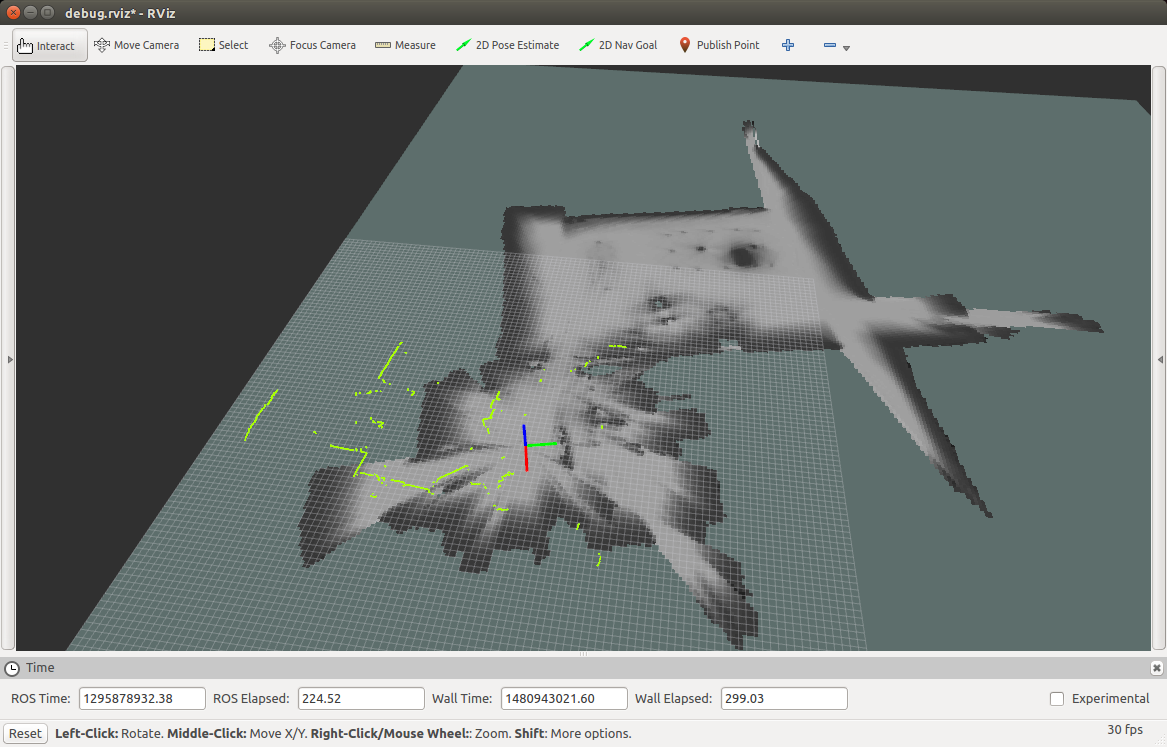 debug.rviz* - RViz
Interact Move Camera Select Focus Camera Measure 2D Pose Estimate 2D Nav Goal Publish Point
Time
ROS Time: 1295878932.38 ROS Elapsed: 224.52 Wall Time: 1480943021.60 Wall Elapsed: 299.03 Experimental
Reset Left-Click: Rotate. Middle-Click: Move X/Y. Right-Click/Mouse Wheel:: Zoom. Shift: More options. 30 fps